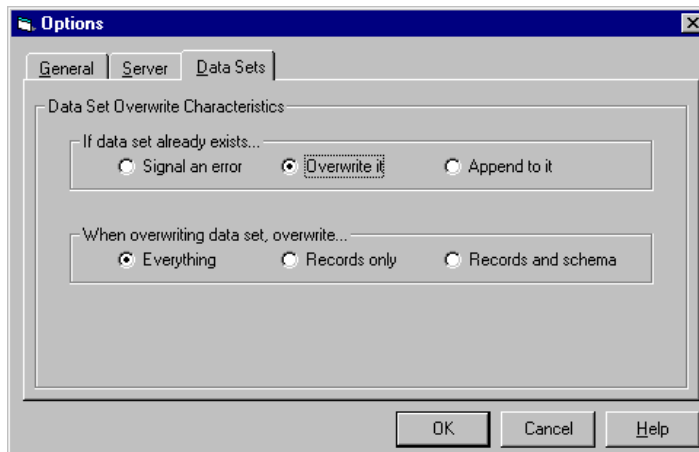 Options
General Server Data Sets
Data Set Overwrite Characteristics
If data set already exists...
Signal an error Overwrite it Append to it
When overwriting data set, overwrite...
Everything Records only Records and schema
OK Cancel Help